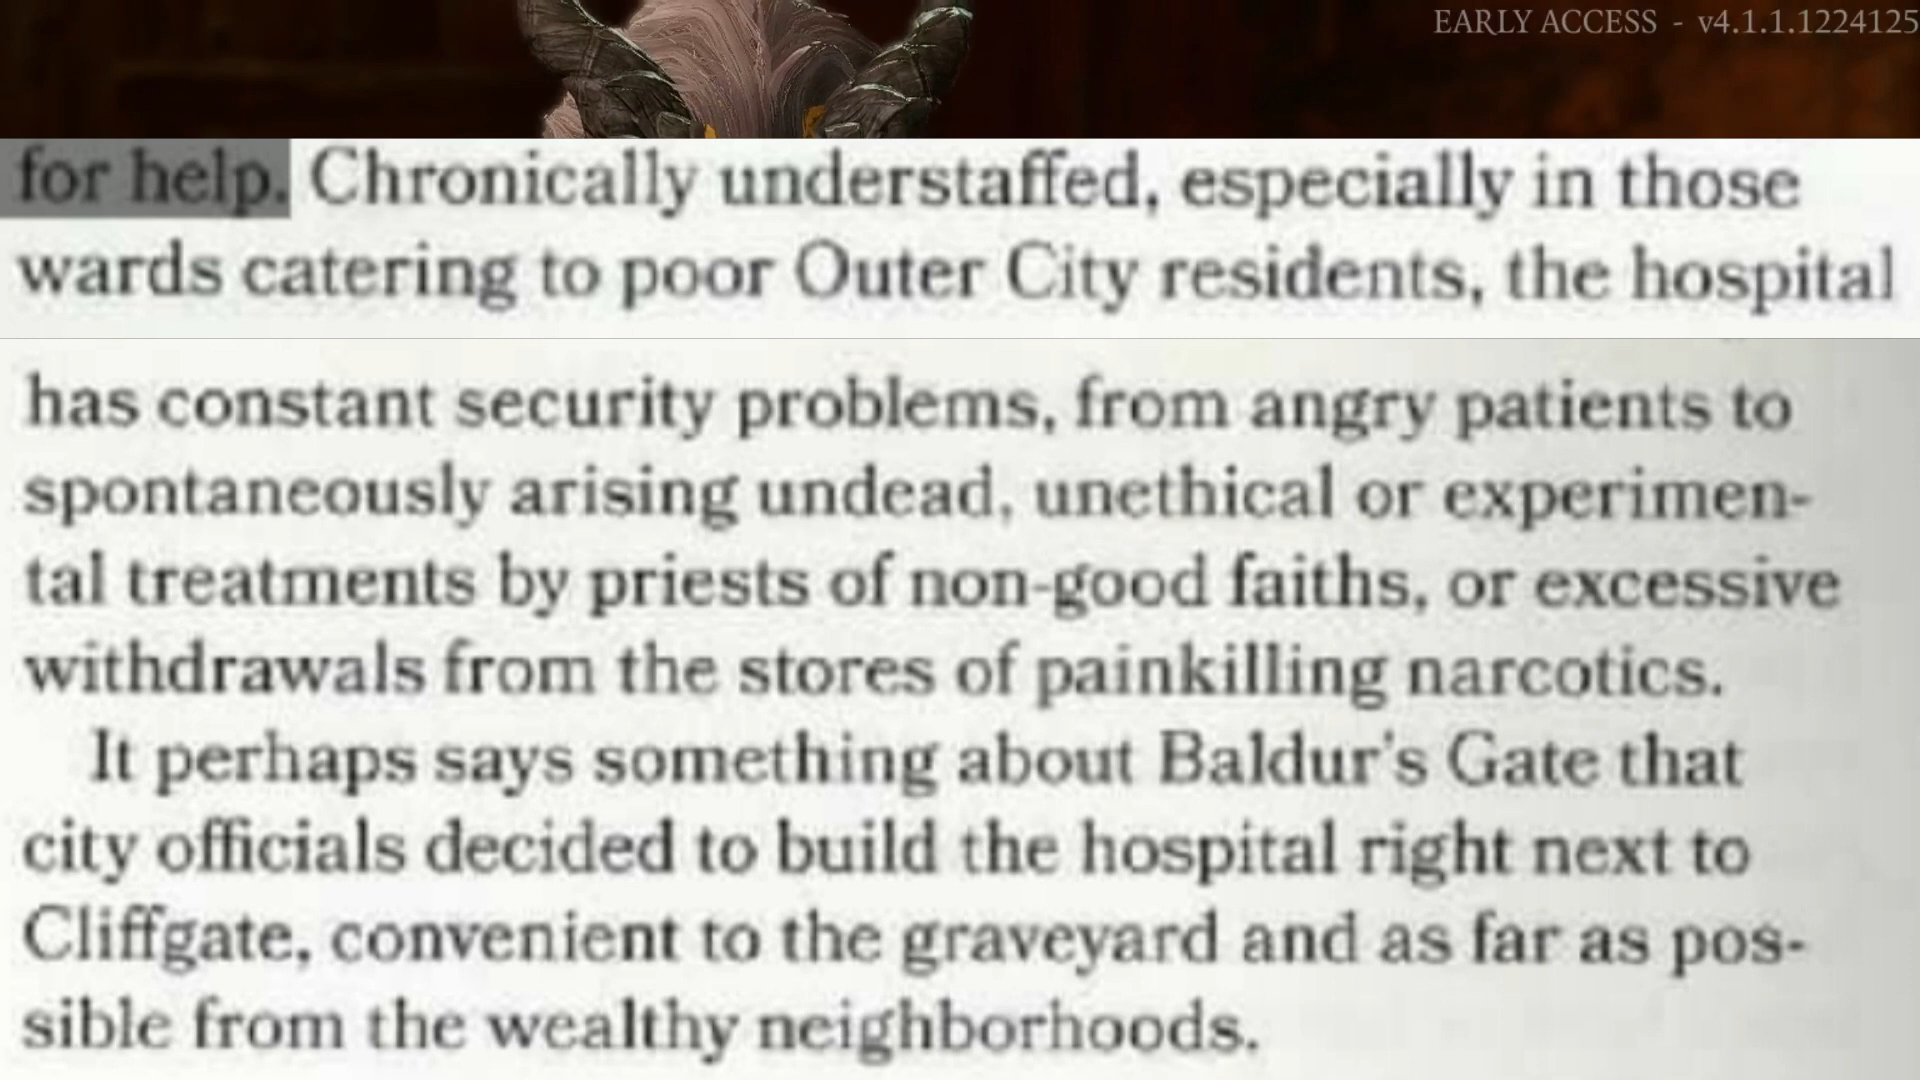 EARLY ACCESS - v4.1.1.1224125
for help. Chronically understaffed, especially in those
wards catering to poor Outer City residents, the hospital
has constant security problems, from angry patients to
spontaneously arising undead, unethical or experimen-
tal treatments by priests of non-good faiths, or excessive
withdrawals from the stores of painkilling narcotics.
It perhaps says something about Baldur's Gate that
city officials decided to build the hospital right next to
Cliffgate, convenient to the graveyard and as far as pos-
sible from the wealthy neighborhoods.